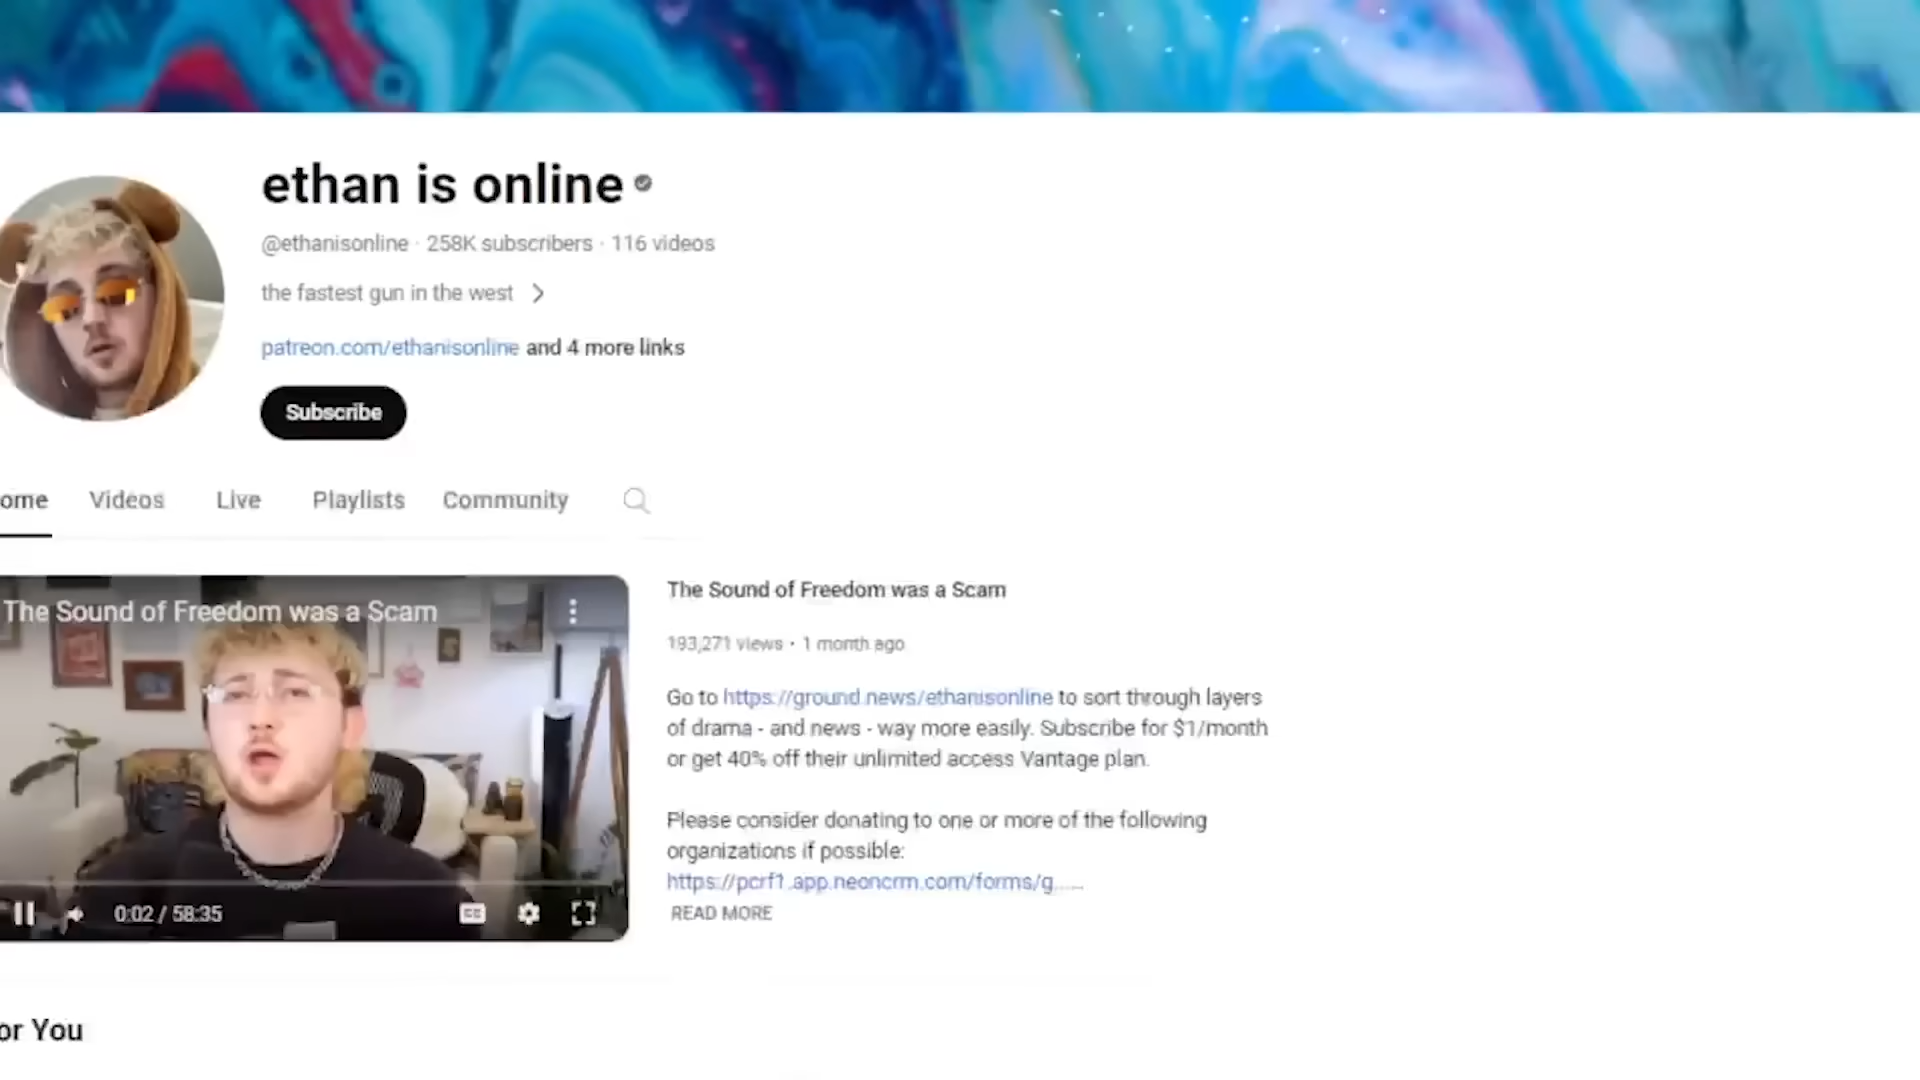 ethan is online
@ethanisonline · 258K subscribers · 116 videos
the fastest gun in the west
patreon.com/ethanisonline and 4 more links
Subscribe
ome
Videos
Live
Playlists
Community
The Sound of Freedom was a Scam
0:02 / 58:35
CC
The Sound of Freedom was a Scam
193,271 views · 1 month ago
Go to https://ground.news/ethanisonline to sort through layers
of drama - and news - way more easily. Subscribe for $1/month
or get 40% off their unlimited access Vantage plan.
Please consider donating to one or more of the following
organizations if possible:
https://pcrf1.app.neoncrm.com/forms/g......
READ MORE
or You